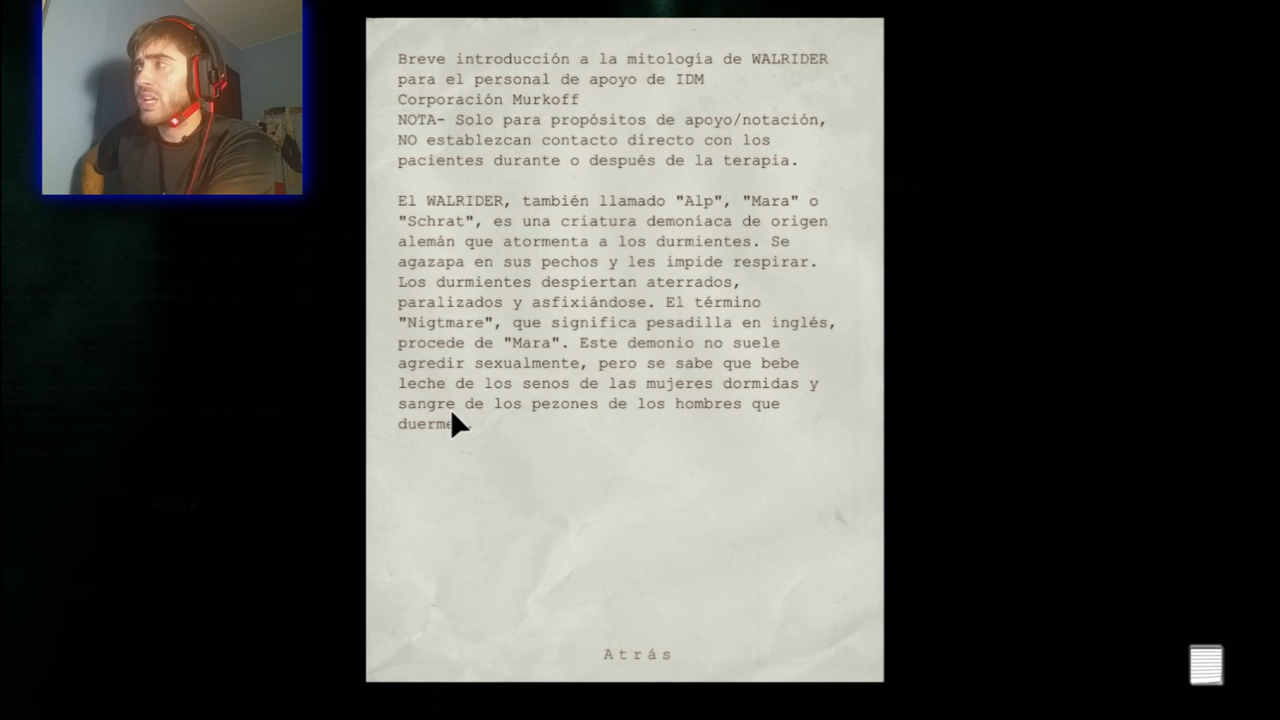 Breve introducción a la mitología de WALRIDER
para el personal de apoyo de IDM
Corporación Murkoff
NOTA- Solo para propósitos de apoyo/notación,
NO establezcan contacto directo con los
pacientes durante o después de la terapia.
El WALRIDER, también llamado "Alp", "Mara" o
"Schrat", es una criatura demoníaca de origen
alemán que atormenta a los durmientes. Se
agazapa en sus pechos y les impide respirar.
Los durmientes despiertan aterrados,
paralizados y asfixiándose. El término
"Nigtmare", que significa pesadilla en inglés,
procede de "Mara". Este demonio no suele
agredir sexualmente, pero se sabe que bebe
leche de los senos de las mujeres dormidas y
sangre de los pezones de los hombres que
Atrás